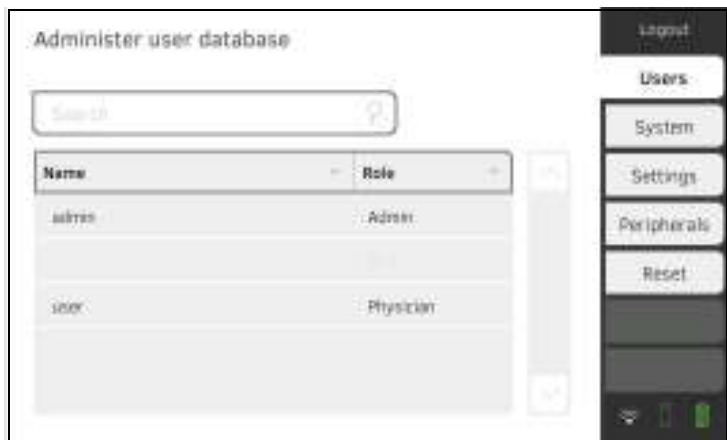 Administer user database
Logout
Users
Search
System
Name
Role
Settings
admin
Admin
Peripherals
Reset
user
Physician